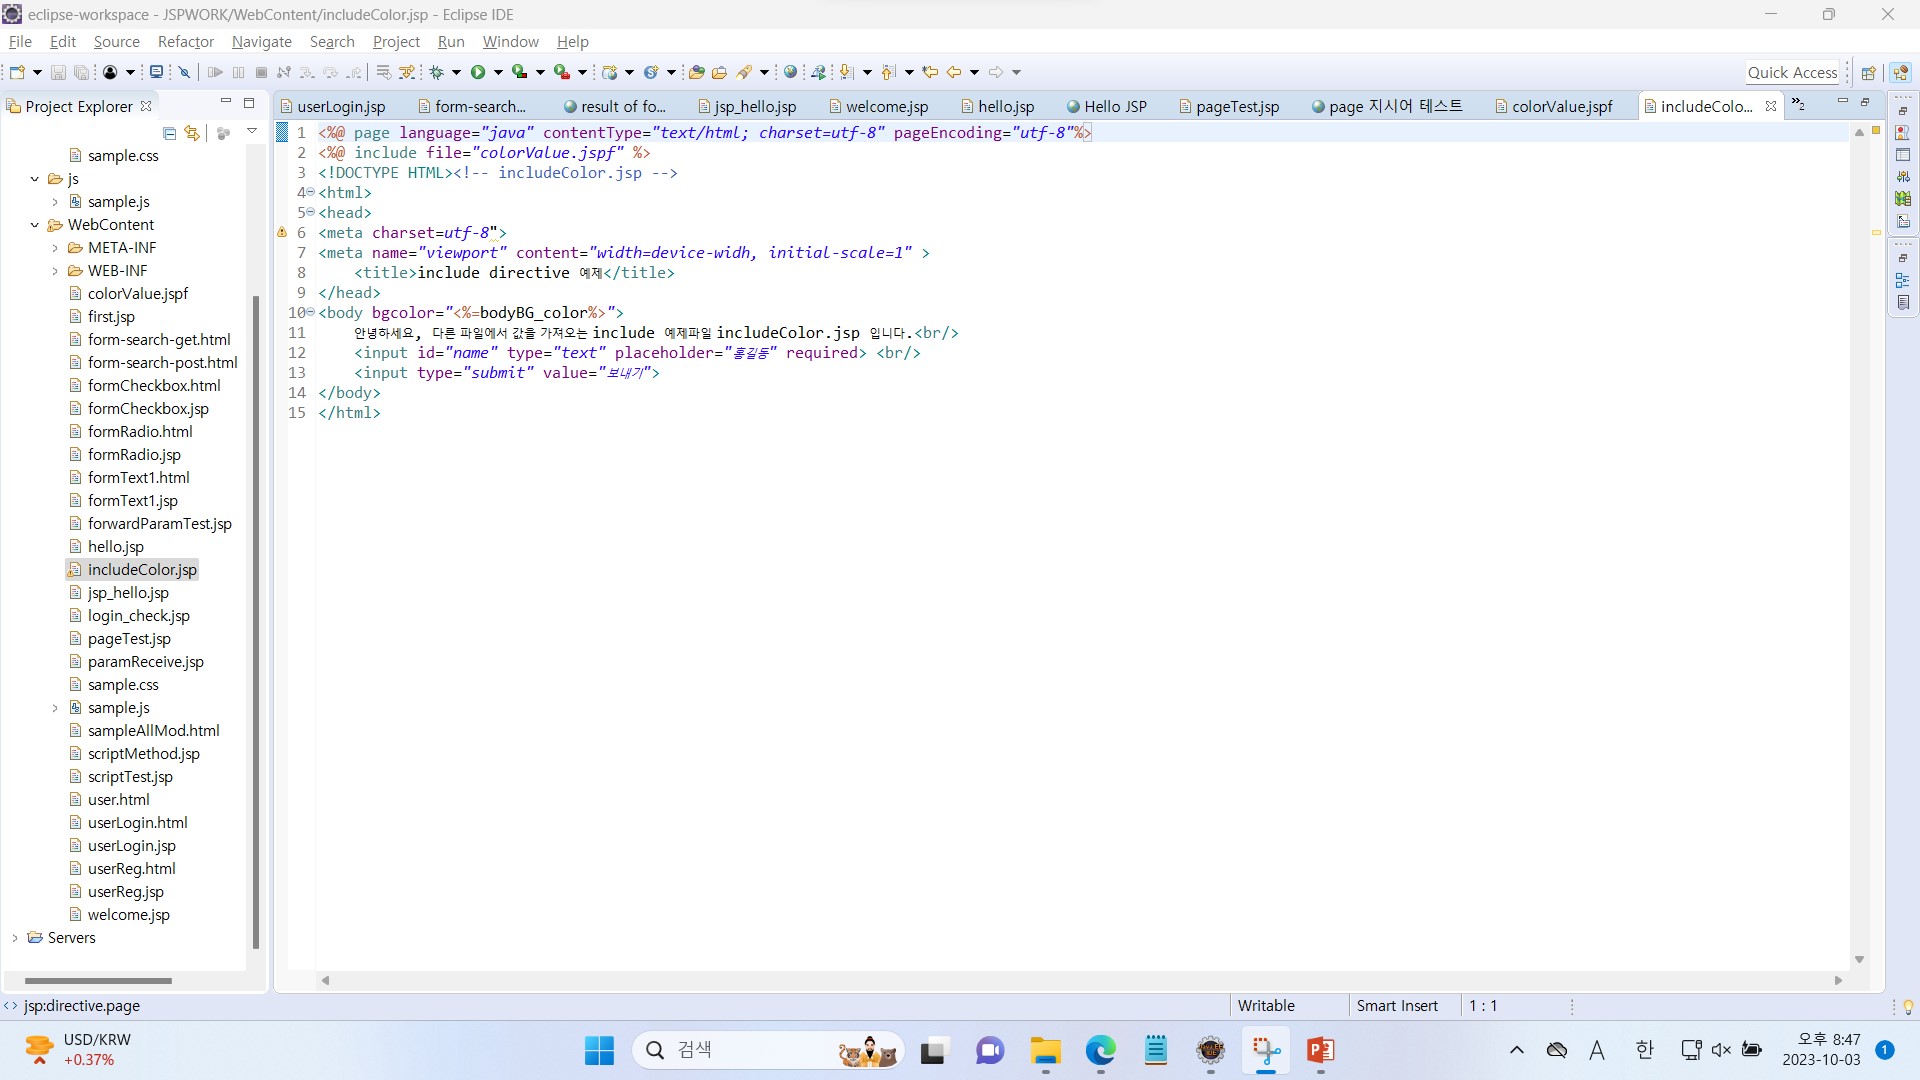 eclipse-workspace - JSPWORK/WebContent/includeColor.jsp - Eclipse IDE
File Edit Source Refactor Navigate Search Project Run Window Help
Quick Access
Project Explorer
userLogin.jsp form-search... result of fo... jsp_hello.jsp welcome.jsp hello.jsp Hello JSP pageTest.jsp page 지시어 테스트 colorValue.jspf includeColo... »2
sample.css
js
sample.js
WebContent
META-INF
WEB-INF
colorValue.jspf
first.jsp
form-search-get.html
form-search-post.html
formCheckbox.html
formCheckbox.jsp
formRadio.html
formRadio.jsp
formText1.html
formText1.jsp
forwardParamTest.jsp
hello.jsp
includeColor.jsp
jsp_hello.jsp
login_check.jsp
pageTest.jsp
paramReceive.jsp
sample.css
sample.js
sampleAllMod.html
scriptMethod.jsp
scriptTest.jsp
user.html
userLogin.html
userLogin.jsp
userReg.html
userReg.jsp
welcome.jsp
Servers
1 <%@ page language="java" contentType="text/html; charset=utf-8" pageEncoding="utf-8"%>
2 <%@ include file="colorValue.jspf" %>
3 <!DOCTYPE HTML><!-- includeColor.jsp -->
4 <html>
5 <head>
6 <meta charset=utf-8">
7 <meta name="viewport" content="width=device-widh, initial-scale=1" >
8 <title>include directive 예제</title>
9 </head>
10 <body bgcolor="<%=bodyBG_color%>">
11 안녕하세요, 다른 파일에서 값을 가져오는 include 예제파일 includeColor.jsp 입니다.<br/>
12 <input id="name" type="text" placeholder="홍길동" required> <br/>
13 <input type="submit" value="보내기">
14 </body>
15 </html>
jsp:directive.page
Writable Smart Insert 1 : 1
USD/KRW
+0.37%
검색
A 한
오후 8:47
2023-10-03
1